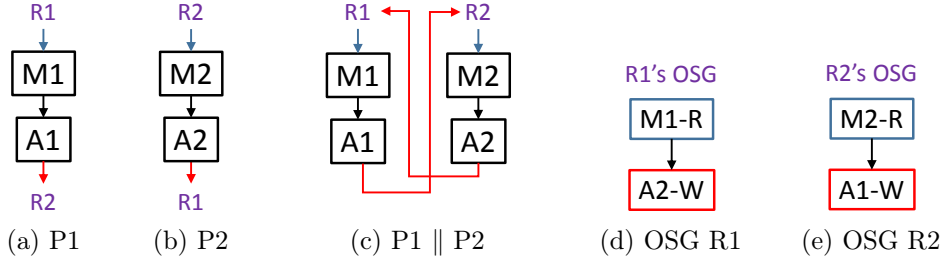 R1
M1
A1
R2
(a) P1
R2
M2
A2
R1
(b) P2
R1
R2
M1
M2
A1
A2
(c) P1 ∥ P2
R1's OSG
M1-R
A2-W
(d) OSG R1
R2's OSG
M2-R
A1-W
(e) OSG R2